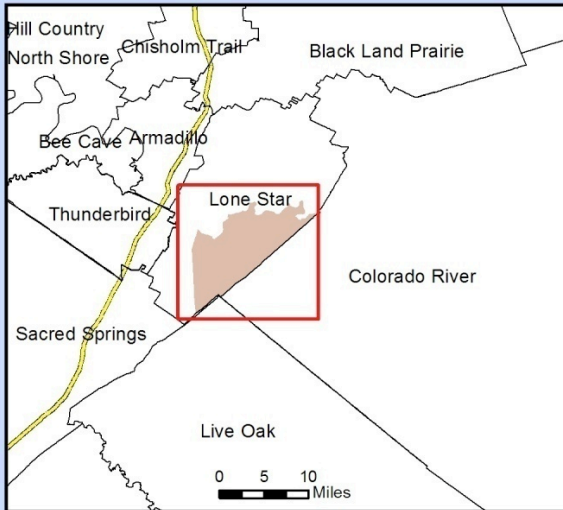 Hill Country
North Shore
Chisholm Trail
Black Land Prairie
Bee Cave
Armadillo
Thunderbird
Lone Star
Colorado River
Sacred Springs
Live Oak
0 5 10
Miles